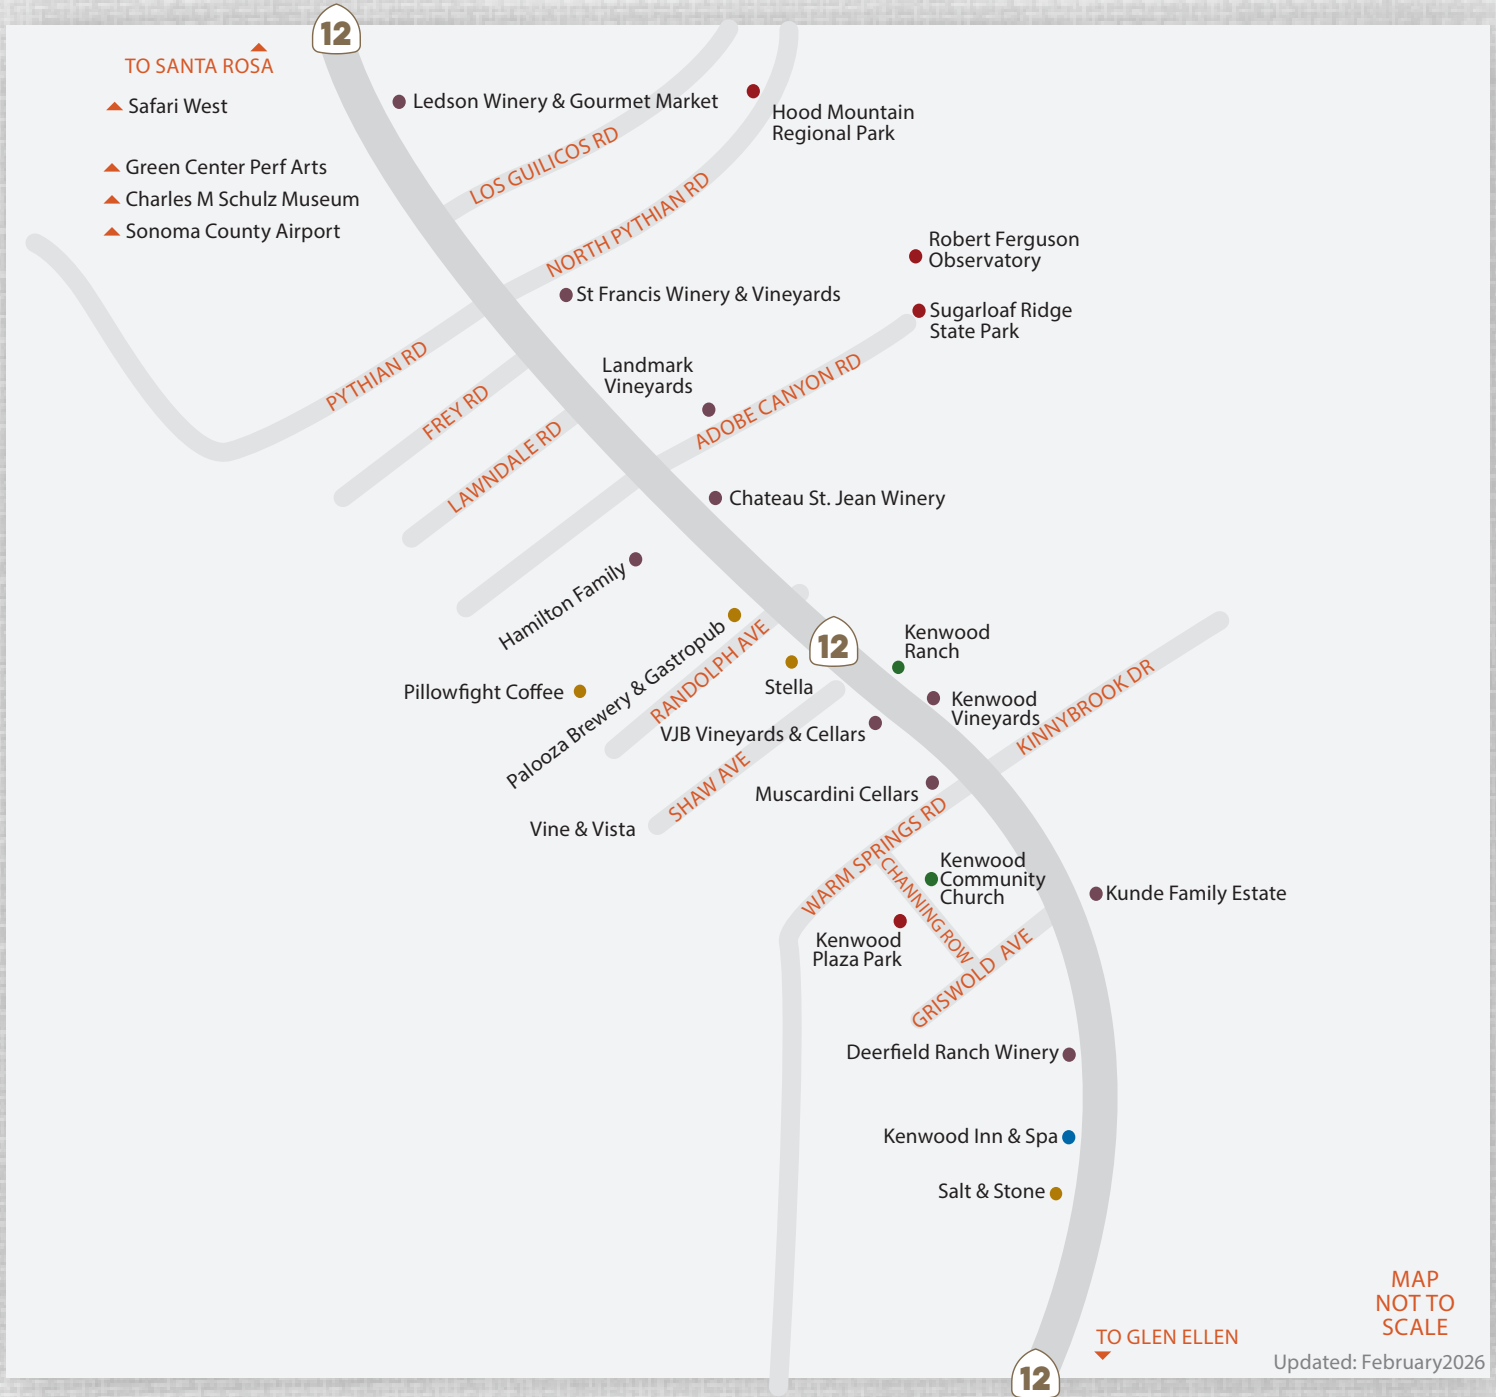 12
TO SANTA ROSA
Safari West
Green Center Perf Arts
Charles M Schulz Museum
Sonoma County Airport
Ledson Winery & Gourmet Market
Hood Mountain
Regional Park
LOS GUILICOS RD
NORTH PYTHIAN RD
Robert Ferguson
Observatory
St Francis Winery & Vineyards
Sugarloaf Ridge
State Park
PYTHIAN RD
Landmark
Vineyards
ADOBE CANYON RD
FREY RD
LAWNDALE RD
Chateau St. Jean Winery
Hamilton Family
Palooza Brewery & Gastropub
RANDOLPH AVE
12
Kenwood
Ranch
Pillowfight Coffee
Stella
Kenwood
Vineyards
KINNYBROOK DR
VJB Vineyards & Cellars
SHAW AVE
Muscardini Cellars
Vine & Vista
WARM SPRINGS RD
CHANNING ROW
Kenwood
Community
Church
Kunde Family Estate
Kenwood
Plaza Park
GRISWOLD AVE
Deerfield Ranch Winery
Kenwood Inn & Spa
Salt & Stone
MAP
NOT TO
SCALE
TO GLEN ELLEN
Updated: February2026
12